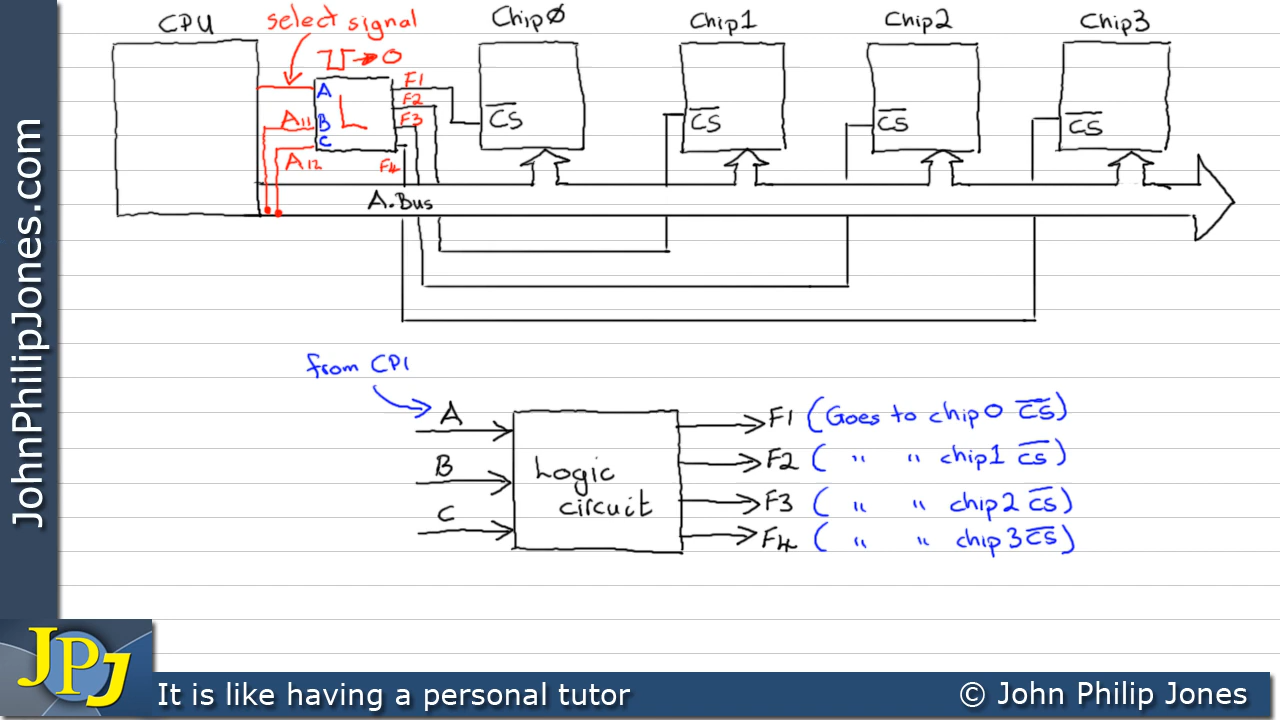 CPU
select signal
Chip0
Chip1
Chip2
Chip3
0
A
B
C
L
F1
F2
F3
F4
A11
A12
CS
CS
CS
CS
A.Bus
from CPU
A
B
C
Logic
circuit
F1 (Goes to chip0 CS)
F2 ( " " chip1 CS)
F3 ( " " chip2 CS)
F4 ( " " chip3 CS)
JohnPhilipJones.com
JPJ
It is like having a personal tutor
© John Philip Jones